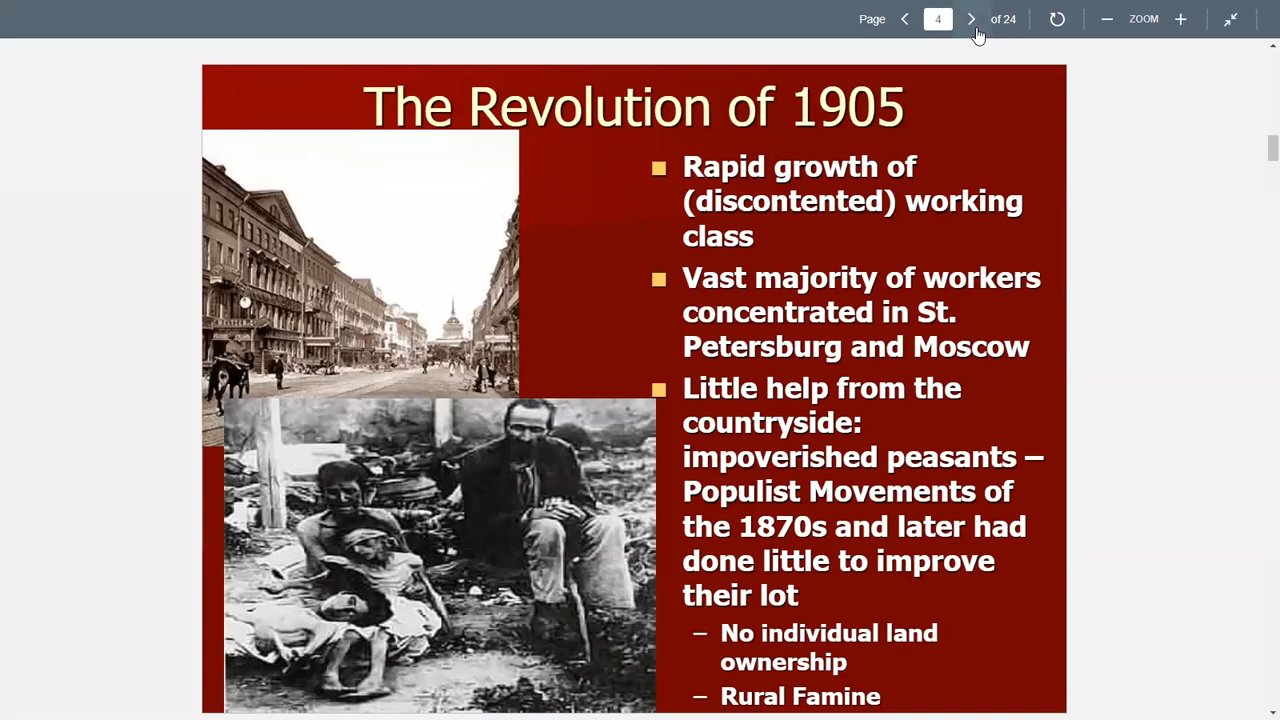 Page 4 of 24 ZOOM
The Revolution of 1905
Rapid growth of
(discontented) working
class
Vast majority of workers
concentrated in St.
Petersburg and Moscow
Little help from the
countryside:
impoverished peasants –
Populist Movements of
the 1870s and later had
done little to improve
their lot
– No individual land
ownership
– Rural Famine